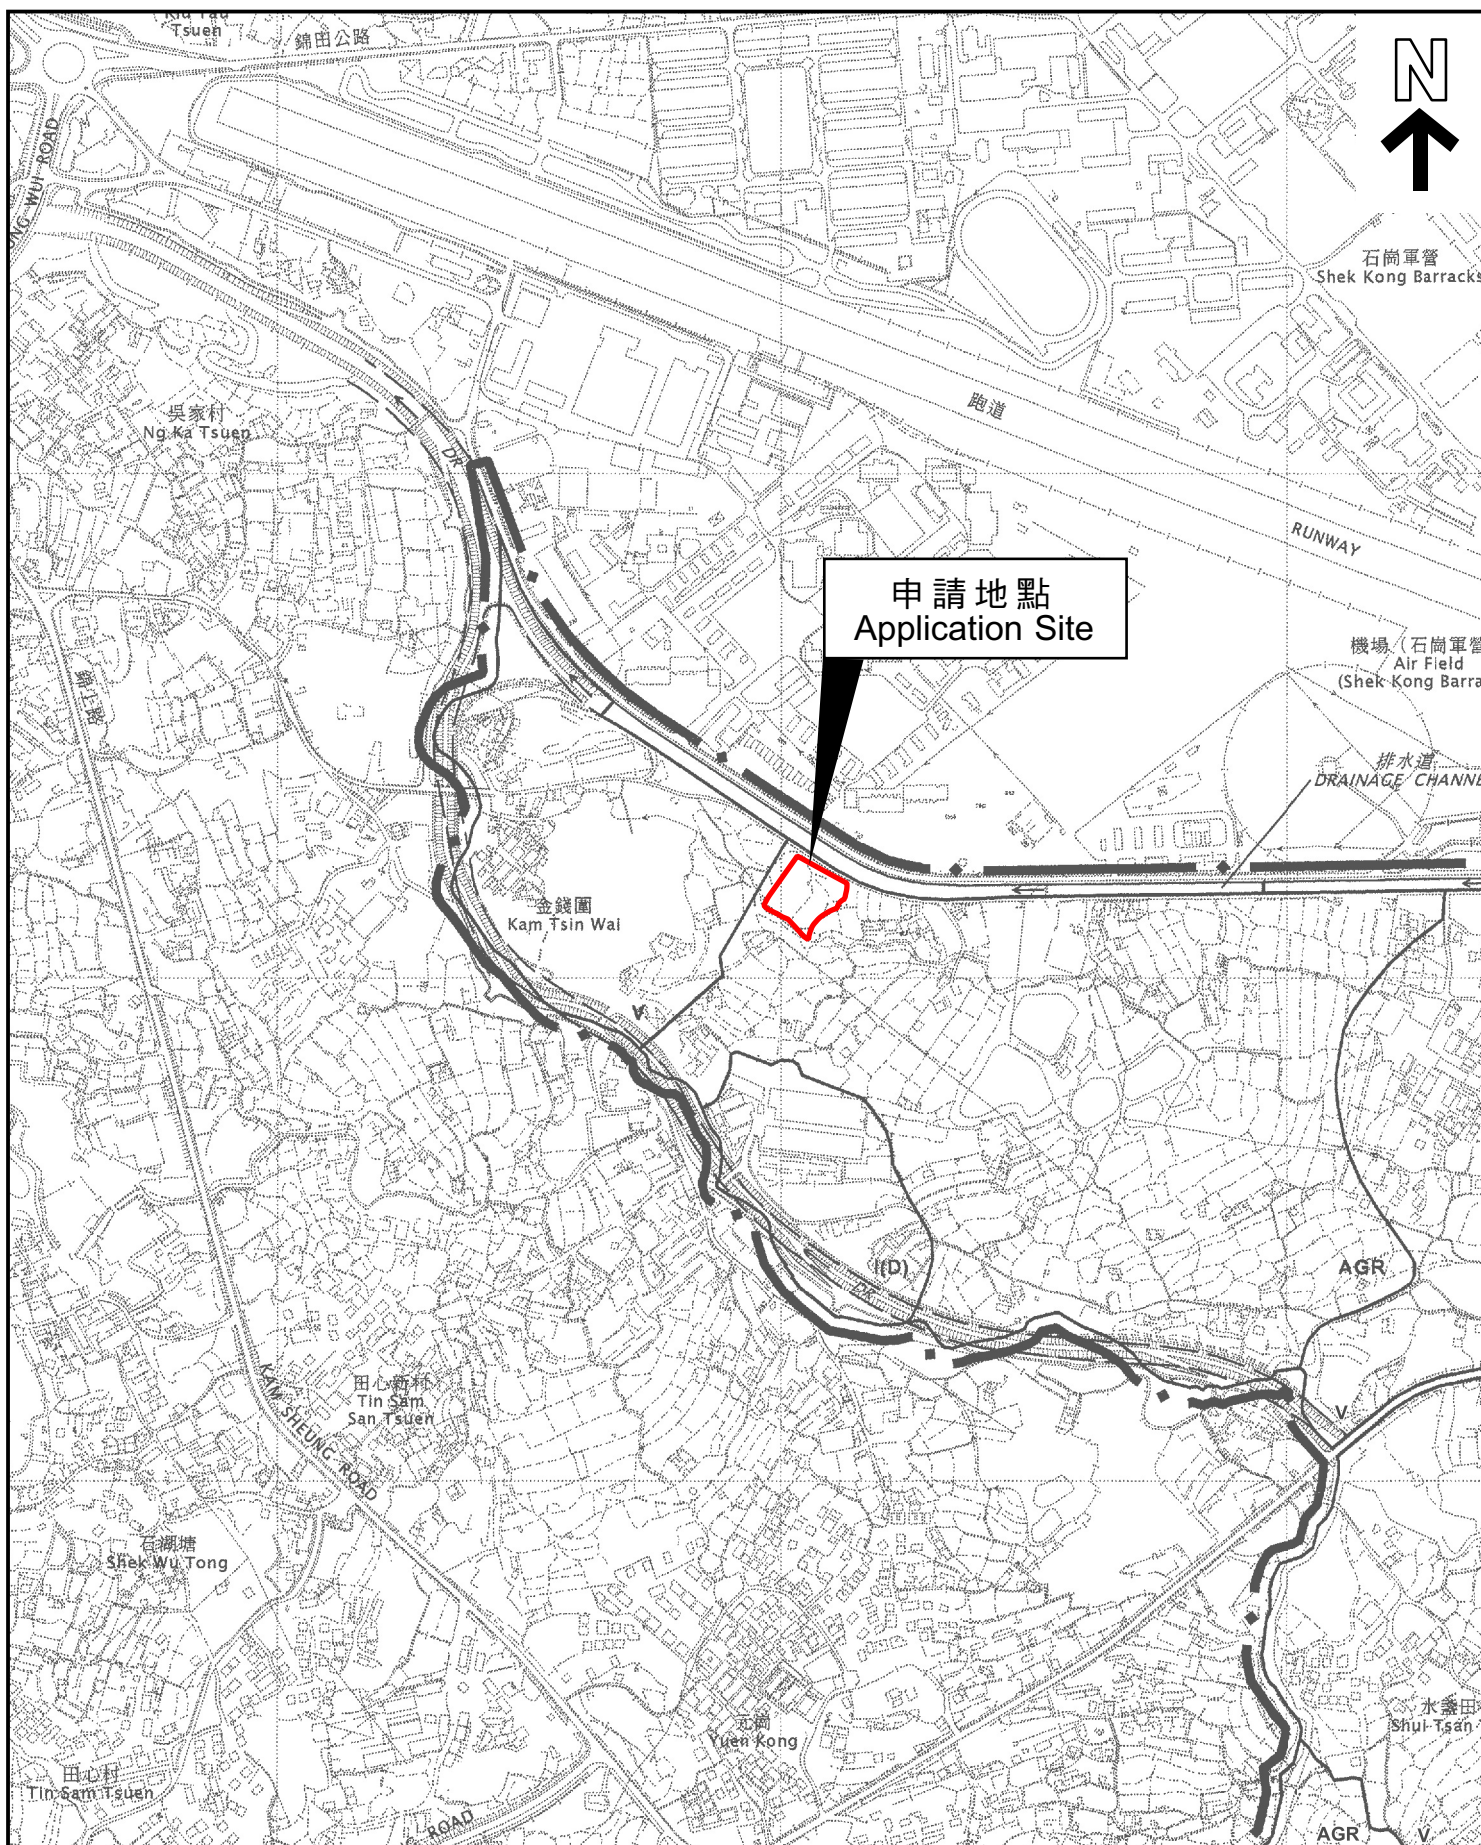 Tsuen
錦田公路
N
石崗軍營
Shek Kong Barracks
吳家村
Ng Ka Tsuen
跑道
DR
RUNWAY
申請地點
Application Site
機場（石崗軍營
Air Field
(Shek Kong Barra
錦上路
排水道
DRAINAGE CHANNE
金錢圍
Kam Tsin Wai
V
I(D)
DR
AGR
田心新村
Tin Sam
San Tsuen
KAM SHEUNG ROAD
V
石湖塘
Shek Wu Tong
元崗
Yuen Kong
水盞田
Shui Tsan
田心村
Tin Sam Tsuen
ROAD
AGR
V